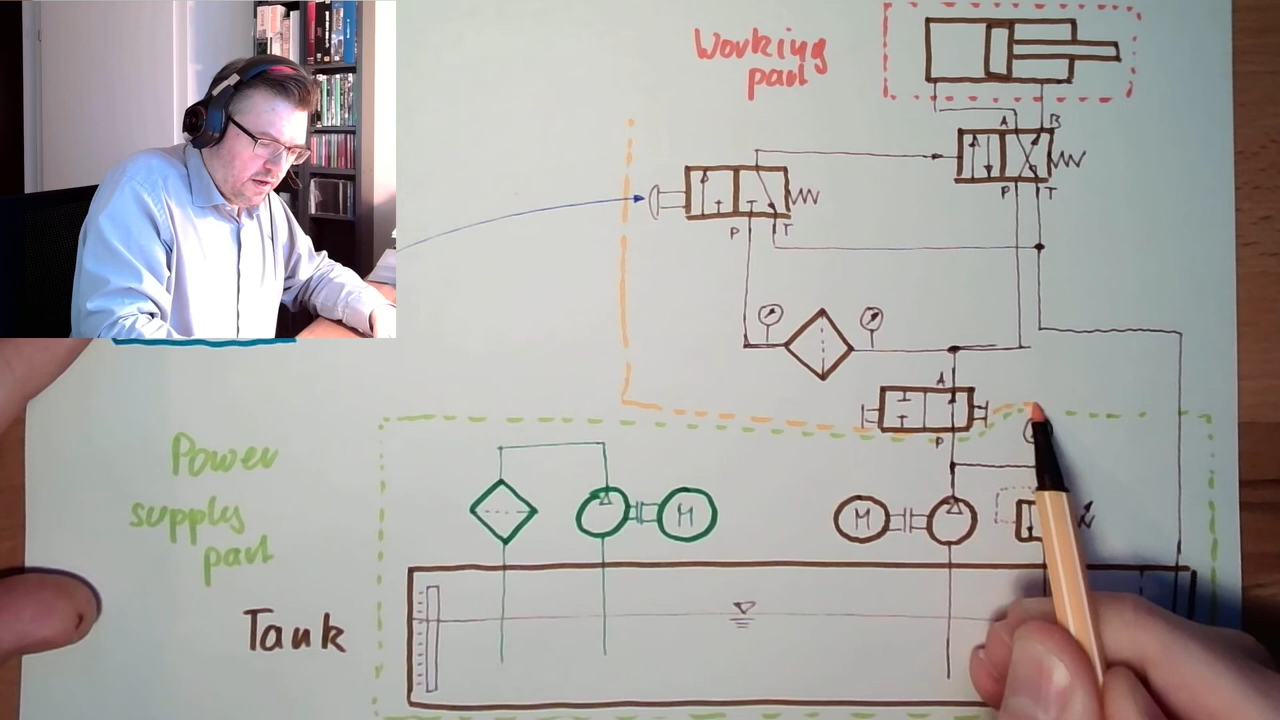 Working
part
A B
P T
P T
A
P
Power
supply
part
M M
Tank